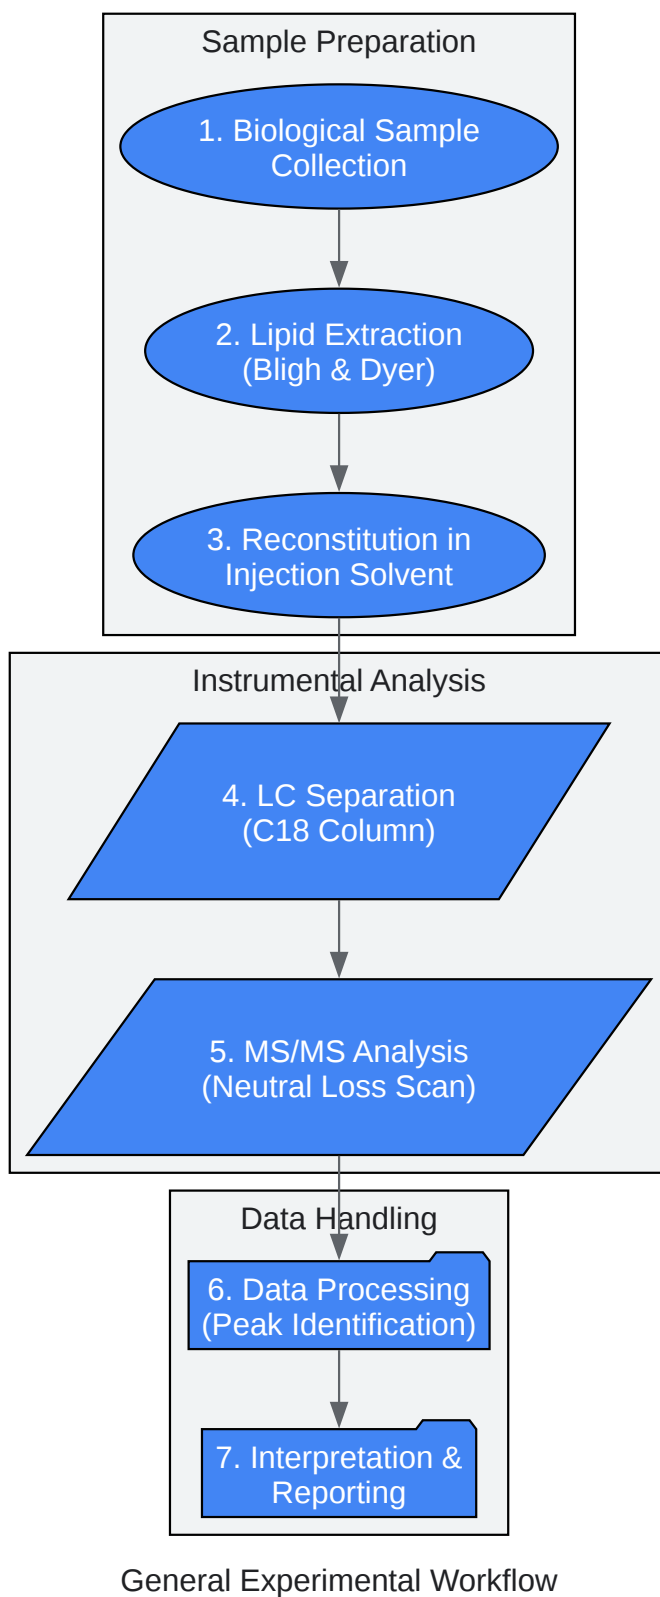 Sample Preparation
1. Biological Sample
Collection
2. Lipid Extraction
(Bligh & Dyer)
3. Reconstitution in
Injection Solvent
Instrumental Analysis
4. LC Separation
(C18 Column)
5. MS/MS Analysis
(Neutral Loss Scan)
Data Handling
6. Data Processing
(Peak Identification)
7. Interpretation &
Reporting
General Experimental Workflow